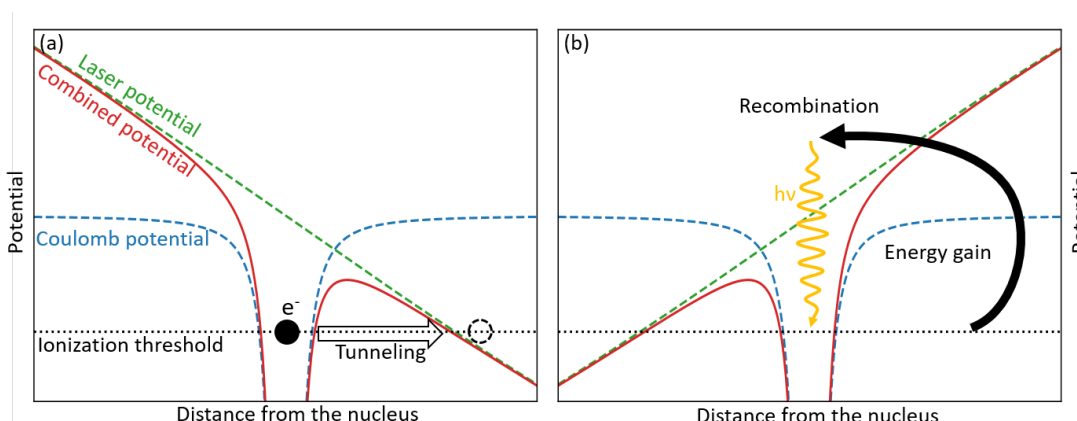 (a)
Laser potential
Combined potential
Potential
Coulomb potential
e-
Ionization threshold
Tunneling
Distance from the nucleus
(b)
Recombination
hν
Energy gain
Potential
Distance from the nucleus